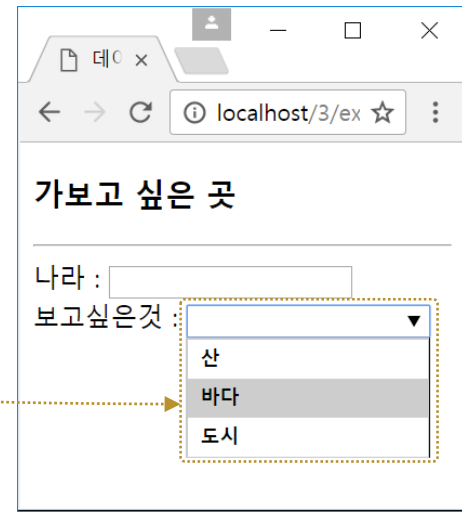 데이
localhost/3/ex
가보고 싶은 곳
나라 :
보고싶은것 :
산
바다
도시